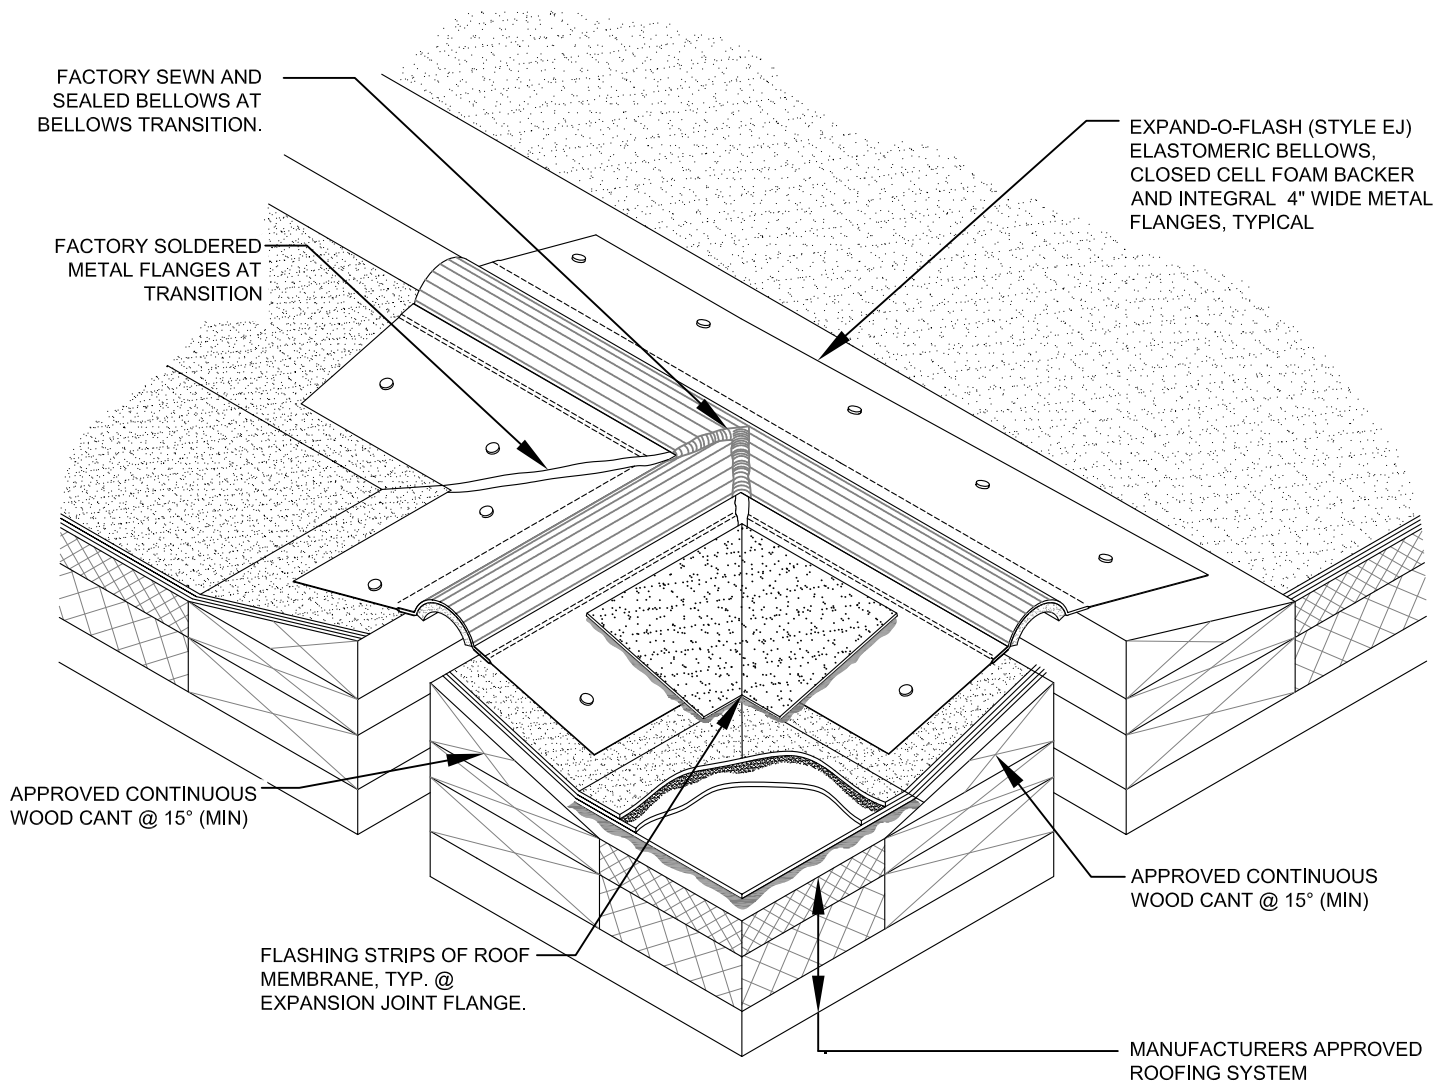 FACTORY SEWN AND
SEALED BELLOWS AT
BELLOWS TRANSITION.
EXPAND-O-FLASH (STYLE EJ)
ELASTOMERIC BELLOWS,
CLOSED CELL FOAM BACKER
AND INTEGRAL 4" WIDE METAL
FLANGES, TYPICAL
FACTORY SOLDERED
METAL FLANGES AT
TRANSITION
APPROVED CONTINUOUS
WOOD CANT @ 15° (MIN)
APPROVED CONTINUOUS
WOOD CANT @ 15° (MIN)
FLASHING STRIPS OF ROOF
MEMBRANE, TYP. @
EXPANSION JOINT FLANGE.
MANUFACTURERS APPROVED
ROOFING SYSTEM